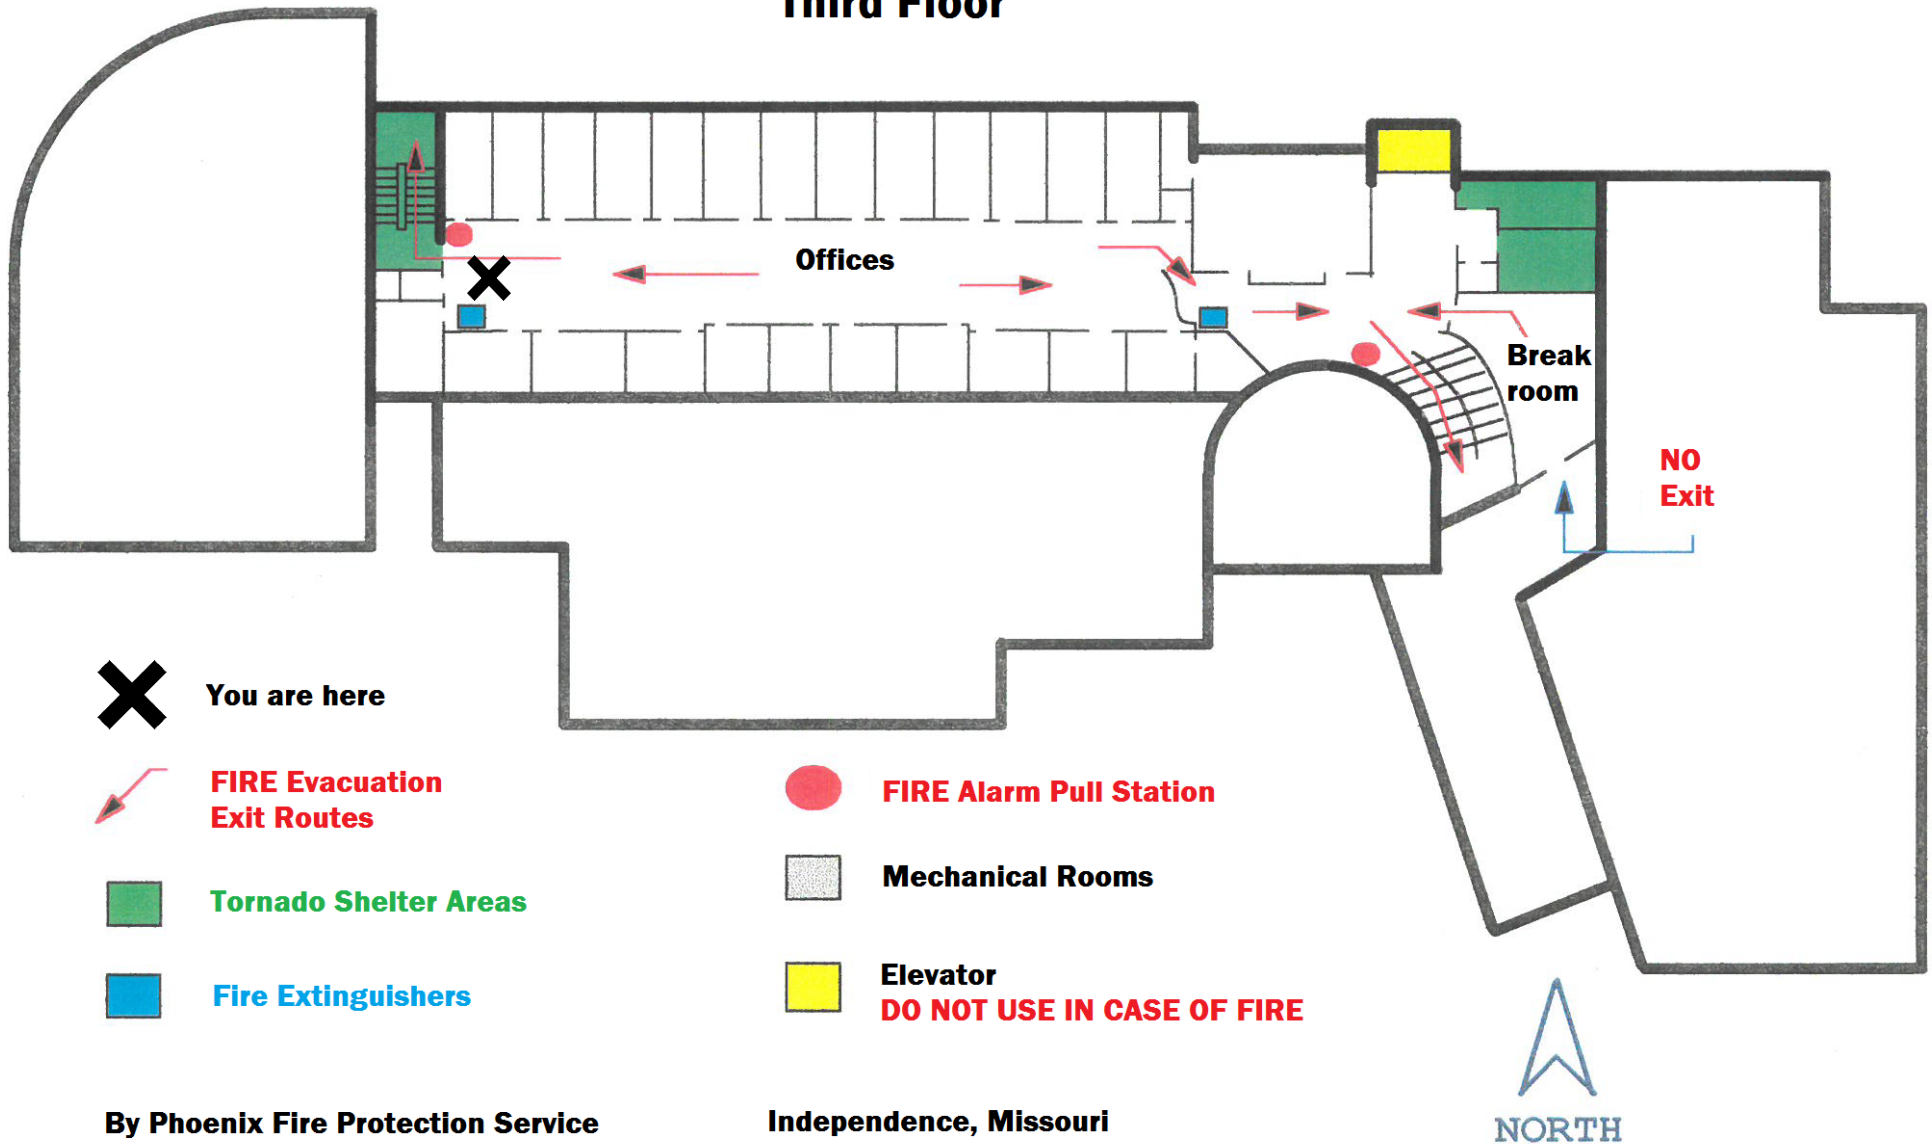 Third Floor
Offices
Break
room
NO
Exit
You are here
FIRE Evacuation
Exit Routes
Tornado Shelter Areas
Fire Extinguishers
FIRE Alarm Pull Station
Mechanical Rooms
Elevator
DO NOT USE IN CASE OF FIRE
NORTH
By Phoenix Fire Protection Service
Independence, Missouri